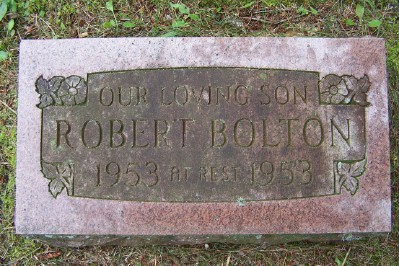 OUR LOVING SON
ROBERT BOLTON
1953 AT REST 1953